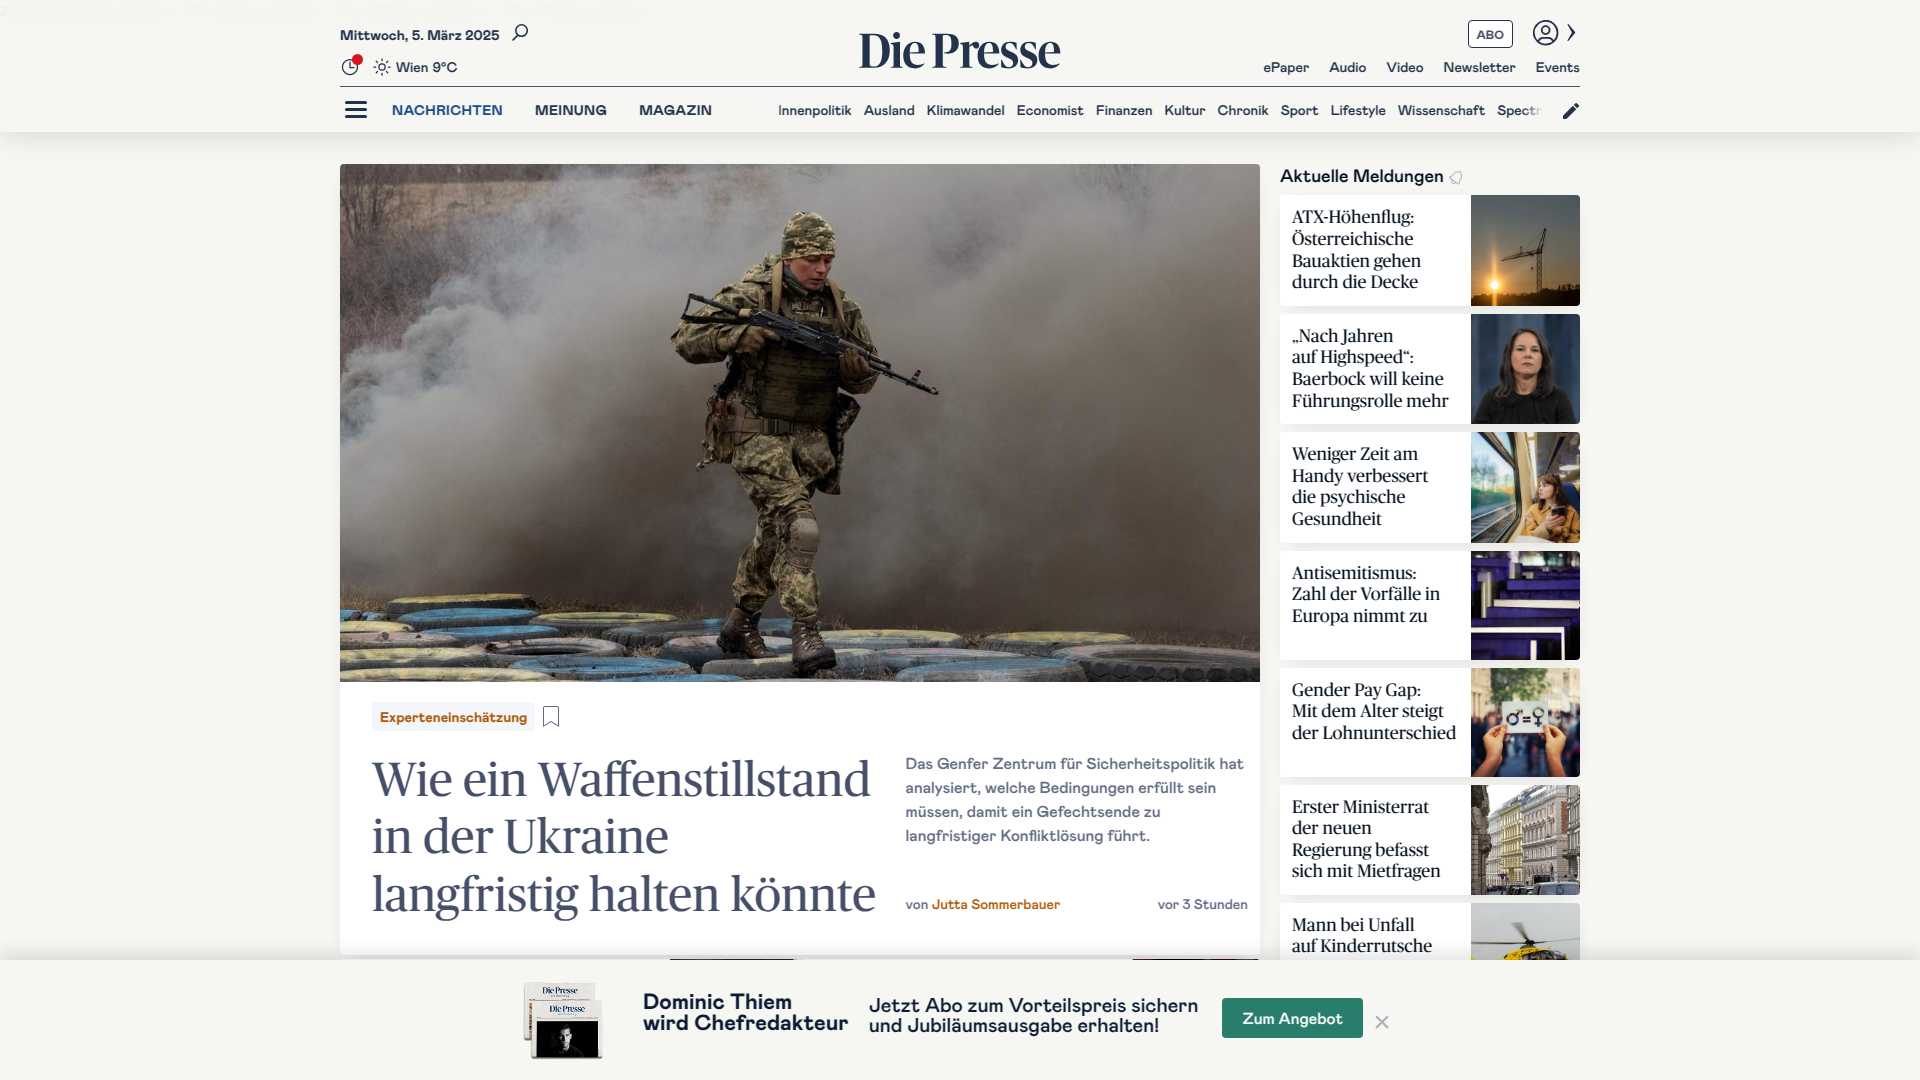 Mittwoch, 5. März 2025
Wien 9°C
Die Presse
ABO
ePaper Audio Video Newsletter Events
NACHRICHTEN MEINUNG MAGAZIN
Innenpolitik Ausland Klimawandel Economist Finanzen Kultur Chronik Sport Lifestyle Wissenschaft Spectr
Experteneinschätzung
Wie ein Waffenstillstand
in der Ukraine
langfristig halten könnte
Das Genfer Zentrum für Sicherheitspolitik hat
analysiert, welche Bedingungen erfüllt sein
müssen, damit ein Gefechtsende zu
langfristiger Konfliktlösung führt.
von Jutta Sommerbauer
vor 3 Stunden
Aktuelle Meldungen
ATX-Höhenflug:
Österreichische
Bauaktien gehen
durch die Decke
„Nach Jahren
auf Highspeed“:
Baerbock will keine
Führungsrolle mehr
Weniger Zeit am
Handy verbessert
die psychische
Gesundheit
Antisemitismus:
Zahl der Vorfälle in
Europa nimmt zu
Gender Pay Gap:
Mit dem Alter steigt
der Lohnunterschied
Erster Ministerrat
der neuen
Regierung befasst
sich mit Mietfragen
Mann bei Unfall
auf Kinderrutsche
Die Presse
Die Presse
Dominic Thiem
wird Chefredakteur
Jetzt Abo zum Vorteilspreis sichern
und Jubiläumsausgabe erhalten!
Zum Angebot